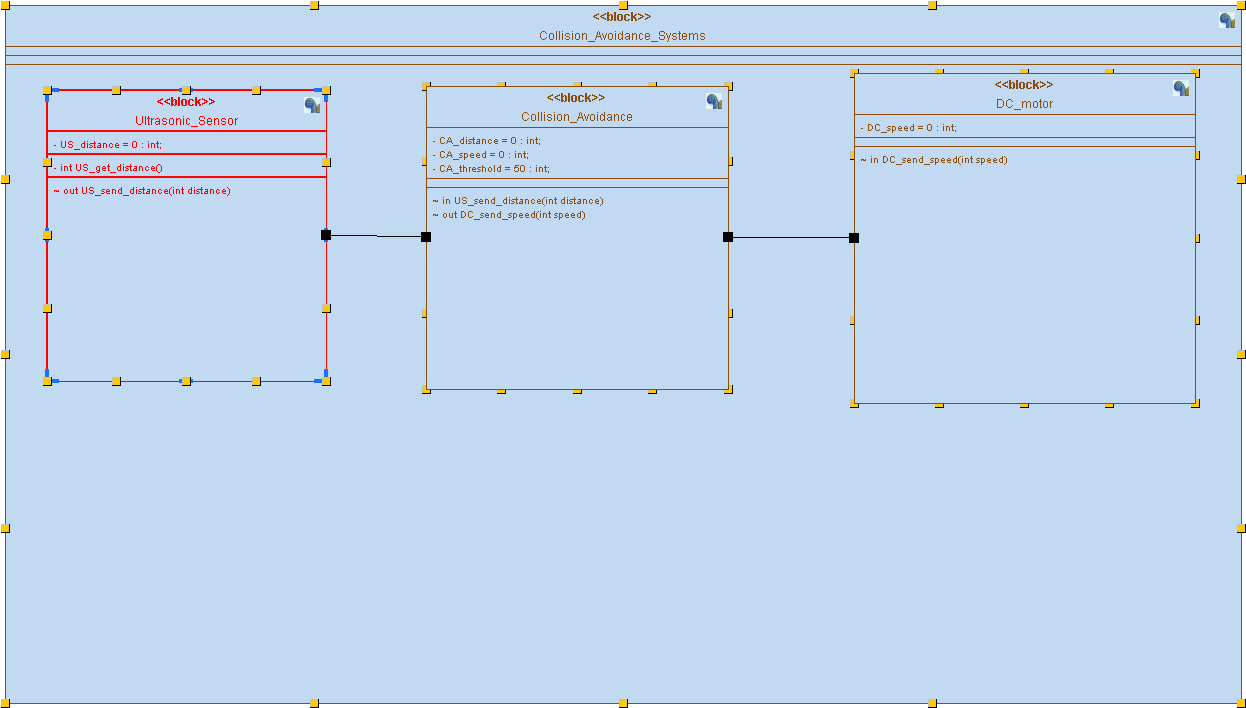 <<block>>
Collision_Avoidance_Systems
<<block>>
Ultrasonic_Sensor
- US_distance = 0 : int;
- int US_get_distance()
~ out US_send_distance(int distance)
<<block>>
Collision_Avoidance
- CA_distance = 0 : int;
- CA_speed = 0 : int;
- CA_threshold = 50 : int;
~ in US_send_distance(int distance)
~ out DC_send_speed(int speed)
<<block>>
DC_motor
- DC_speed = 0 : int;
~ in DC_send_speed(int speed)